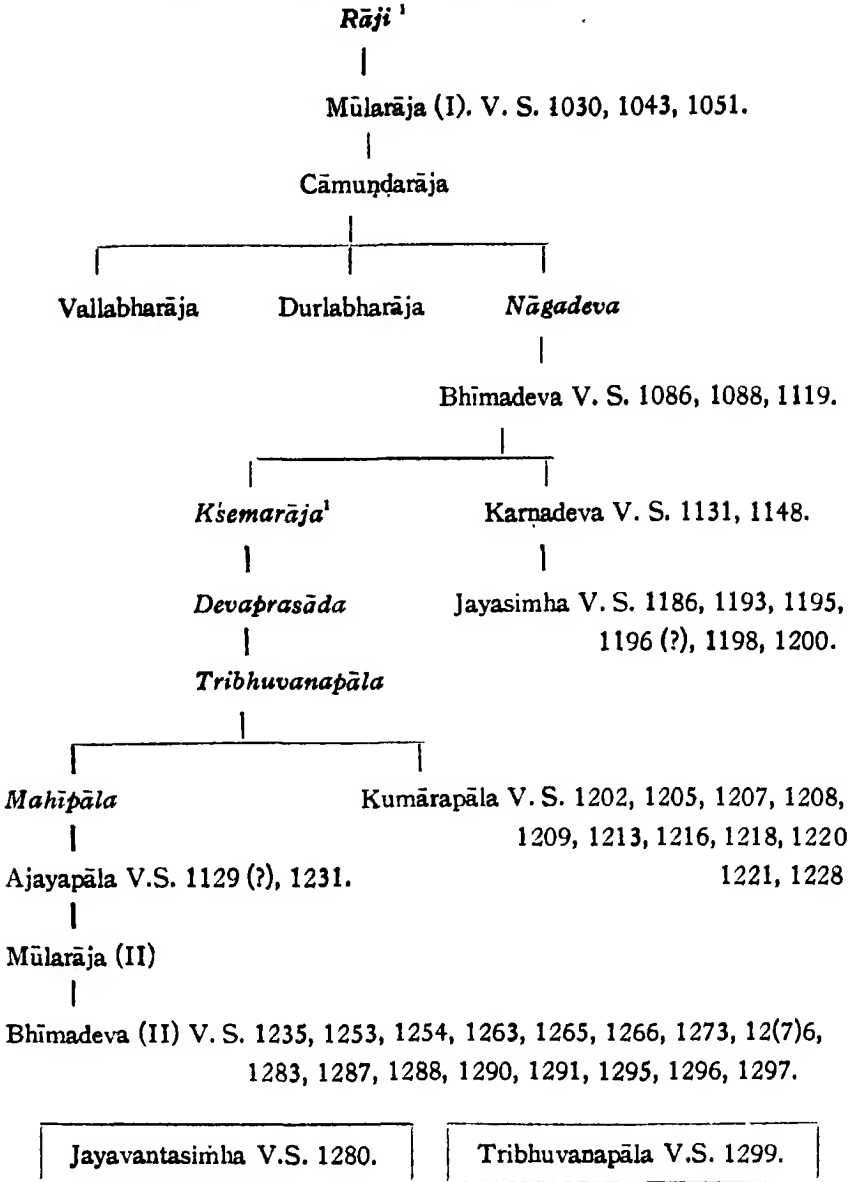 Rāji ¹
Mūlarāja (I). V. S. 1030, 1043, 1051.
Cāmuṇḍarāja
Vallabharāja Durlabharāja Nāgadeva
Bhīmadeva V. S. 1086, 1088, 1119.
Kṡemarāja¹ Karṇadeva V. S. 1131, 1148.
Devaprasāda Jayasimha V. S. 1186, 1193, 1195,
1196 (?), 1198, 1200.
Tribhuvanapāla
Mahīpāla Kumārapāla V. S. 1202, 1205, 1207, 1208,
1209, 1213, 1216, 1218, 1220
Ajayapāla V.S. 1129 (?), 1231. 1221, 1228
Mūlarāja (II)
Bhīmadeva (II) V. S. 1235, 1253, 1254, 1263, 1265, 1266, 1273, 12(7)6,
1283, 1287, 1288, 1290, 1291, 1295, 1296, 1297.
Jayavantasiṁha V.S. 1280. Tribhuvanapāla V.S. 1299.